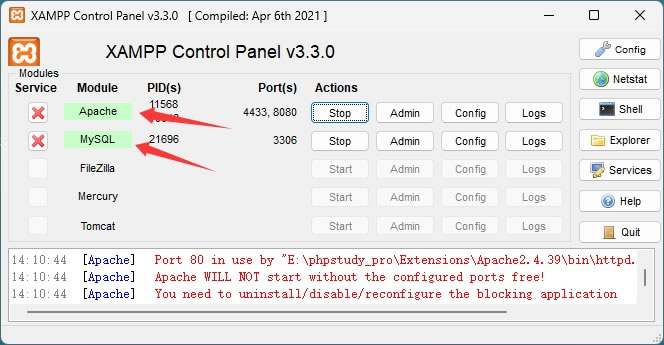 XAMPP Control Panel v3.3.0 [ Compiled: Apr 6th 2021 ]
XAMPP Control Panel v3.3.0
Config
Modules
Service Module PID(s) Port(s) Actions
Netstat
Apache 11568 4433, 8080 Stop Admin Config Logs
Shell
MySQL 21696 3306 Stop Admin Config Logs
Explorer
FileZilla Start Admin Config Logs
Services
Mercury Start Admin Config Logs
Help
Tomcat Start Admin Config Logs
Quit
14:10:44 [Apache] Port 80 in use by "E:\phpstudy_pro\Extensions\Apache2.4.39\bin\httpd.
14:10:44 [Apache] Apache WILL NOT start without the configured ports free!
14:10:44 [Apache] You need to uninstall/disable/reconfigure the blocking application